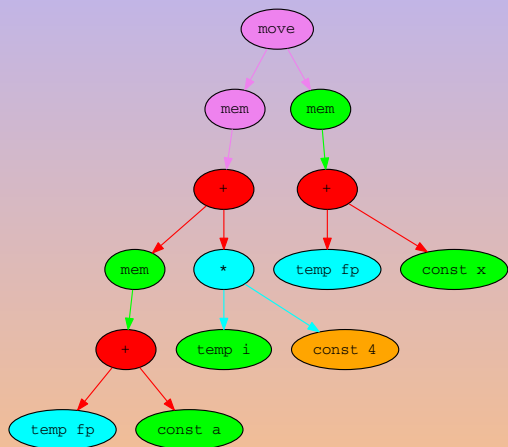 move
mem mem
+ +
mem * temp fp const x
+ temp i const 4
temp fp const a